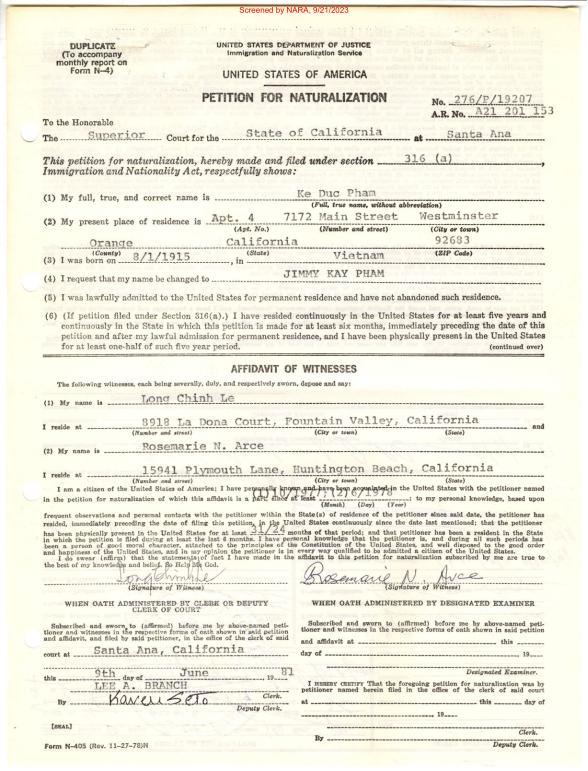 Screened by NARA, 9/21/2023
DUPLICATE
(To accompany
monthly report on
Form N-4)
UNITED STATES DEPARTMENT OF JUSTICE
Immigration and Naturalization Service
UNITED STATES OF AMERICA
PETITION FOR NATURALIZATION
No. 276/P/19207
A.R. No. A21 201 153
To the Honorable
The Superior Court for the State of California at Santa Ana
This petition for naturalization, hereby made and filed under section 316 (a),
Immigration and Nationality Act, respectfully shows:
(1) My full, true, and correct name is Ke Duc Pham
(Full, true name, without abbreviation)
(2) My present place of residence is Apt. 4 7172 Main Street Westminster
(Apt. No.) (Number and street) (City or town)
Orange California 92683
(County) (State) (ZIP Code)
(3) I was born on 8/1/1915, in Vietnam
(4) I request that my name be changed to JIMMY KAY PHAM
(5) I was lawfully admitted to the United States for permanent residence and have not abandoned such residence.
(6) (If petition filed under Section 316(a).) I have resided continuously in the United States for at least five years and
continuously in the State in which this petition is made for at least six months, immediately preceding the date of this
petition and after my lawful admission for permanent residence, and I have been physically present in the United States
for at least one-half of such five year period. (continued over)
AFFIDAVIT OF WITNESSES
The following witnesses, each being severally, duly, and respectively sworn, depose and say:
(1) My name is Long Chinh Le
I reside at 8918 La Dona Court, Fountain Valley, California and
(Number and street) (City or town) (State)
(2) My name is Rosemarie N. Arce
I reside at 15941 Plymouth Lane, Huntington Beach, California
(Number and street) (City or town) (State)
I am a citizen of the United States of America; I have personally known and have been acquainted in the United States with the petitioner named
in the petition for naturalization of which this affidavit is a part since at least 10/10/1977;12/6/1978; to my personal knowledge, based upon
(Month) (Day) (Year)
frequent observations and personal contacts with the petitioner within the State(s) of residence of the petitioner since said date, the petitioner has
resided, immediately preceding the date of filing this petition, in the United States continuously since the date last mentioned; that the petitioner
has been physically present in the United States for at least 31/24 months of that period; and that petitioner has been a resident in the State
in which the petition is filed during at least the last 6 months. I have personal knowledge that the petitioner is, and during all such periods has
been a person of good moral character, attached to the principles of the Constitution of the United States, and well disposed to the good order
and happiness of the United States, and in my opinion the petitioner is in every way qualified to be admitted a citizen of the United States.
I do swear (affirm) that the statements of fact I have made in the affidavit to this petition for naturalization subscribed by me are true to
the best of my knowledge and belief. So Help Me God.
Rosemarie N. Arce
(Signature of Witness) (Signature of Witness)
WHEN OATH ADMINISTERED BY CLERK OR DEPUTY
CLERK OF COURT
Subscribed and sworn to (affirmed) before me by above-named peti-
tioner and witnesses in the respective forms of oath shown in said petition
and affidavit, and filed by said petitioner, in the office of the clerk of said
court at Santa Ana, California
this 9th day of June 19 81
LEE A. BRANCH Clerk.
By Karen Seto
Deputy Clerk.
[SEAL]
Form N-405 (Rev. 11-27-78)N
WHEN OATH ADMINISTERED BY DESIGNATED EXAMINER
Subscribed and sworn to (affirmed) before me by above-named peti-
tioner and witnesses in the respective forms of oath shown in said petition
and affidavit at this
day of , 19
Designated Examiner.
I HEREBY CERTIFY That the foregoing petition for naturalization was by
petitioner named herein filed in the office of the clerk of said court
at this day of
, 19
Clerk.
By
Deputy Clerk.